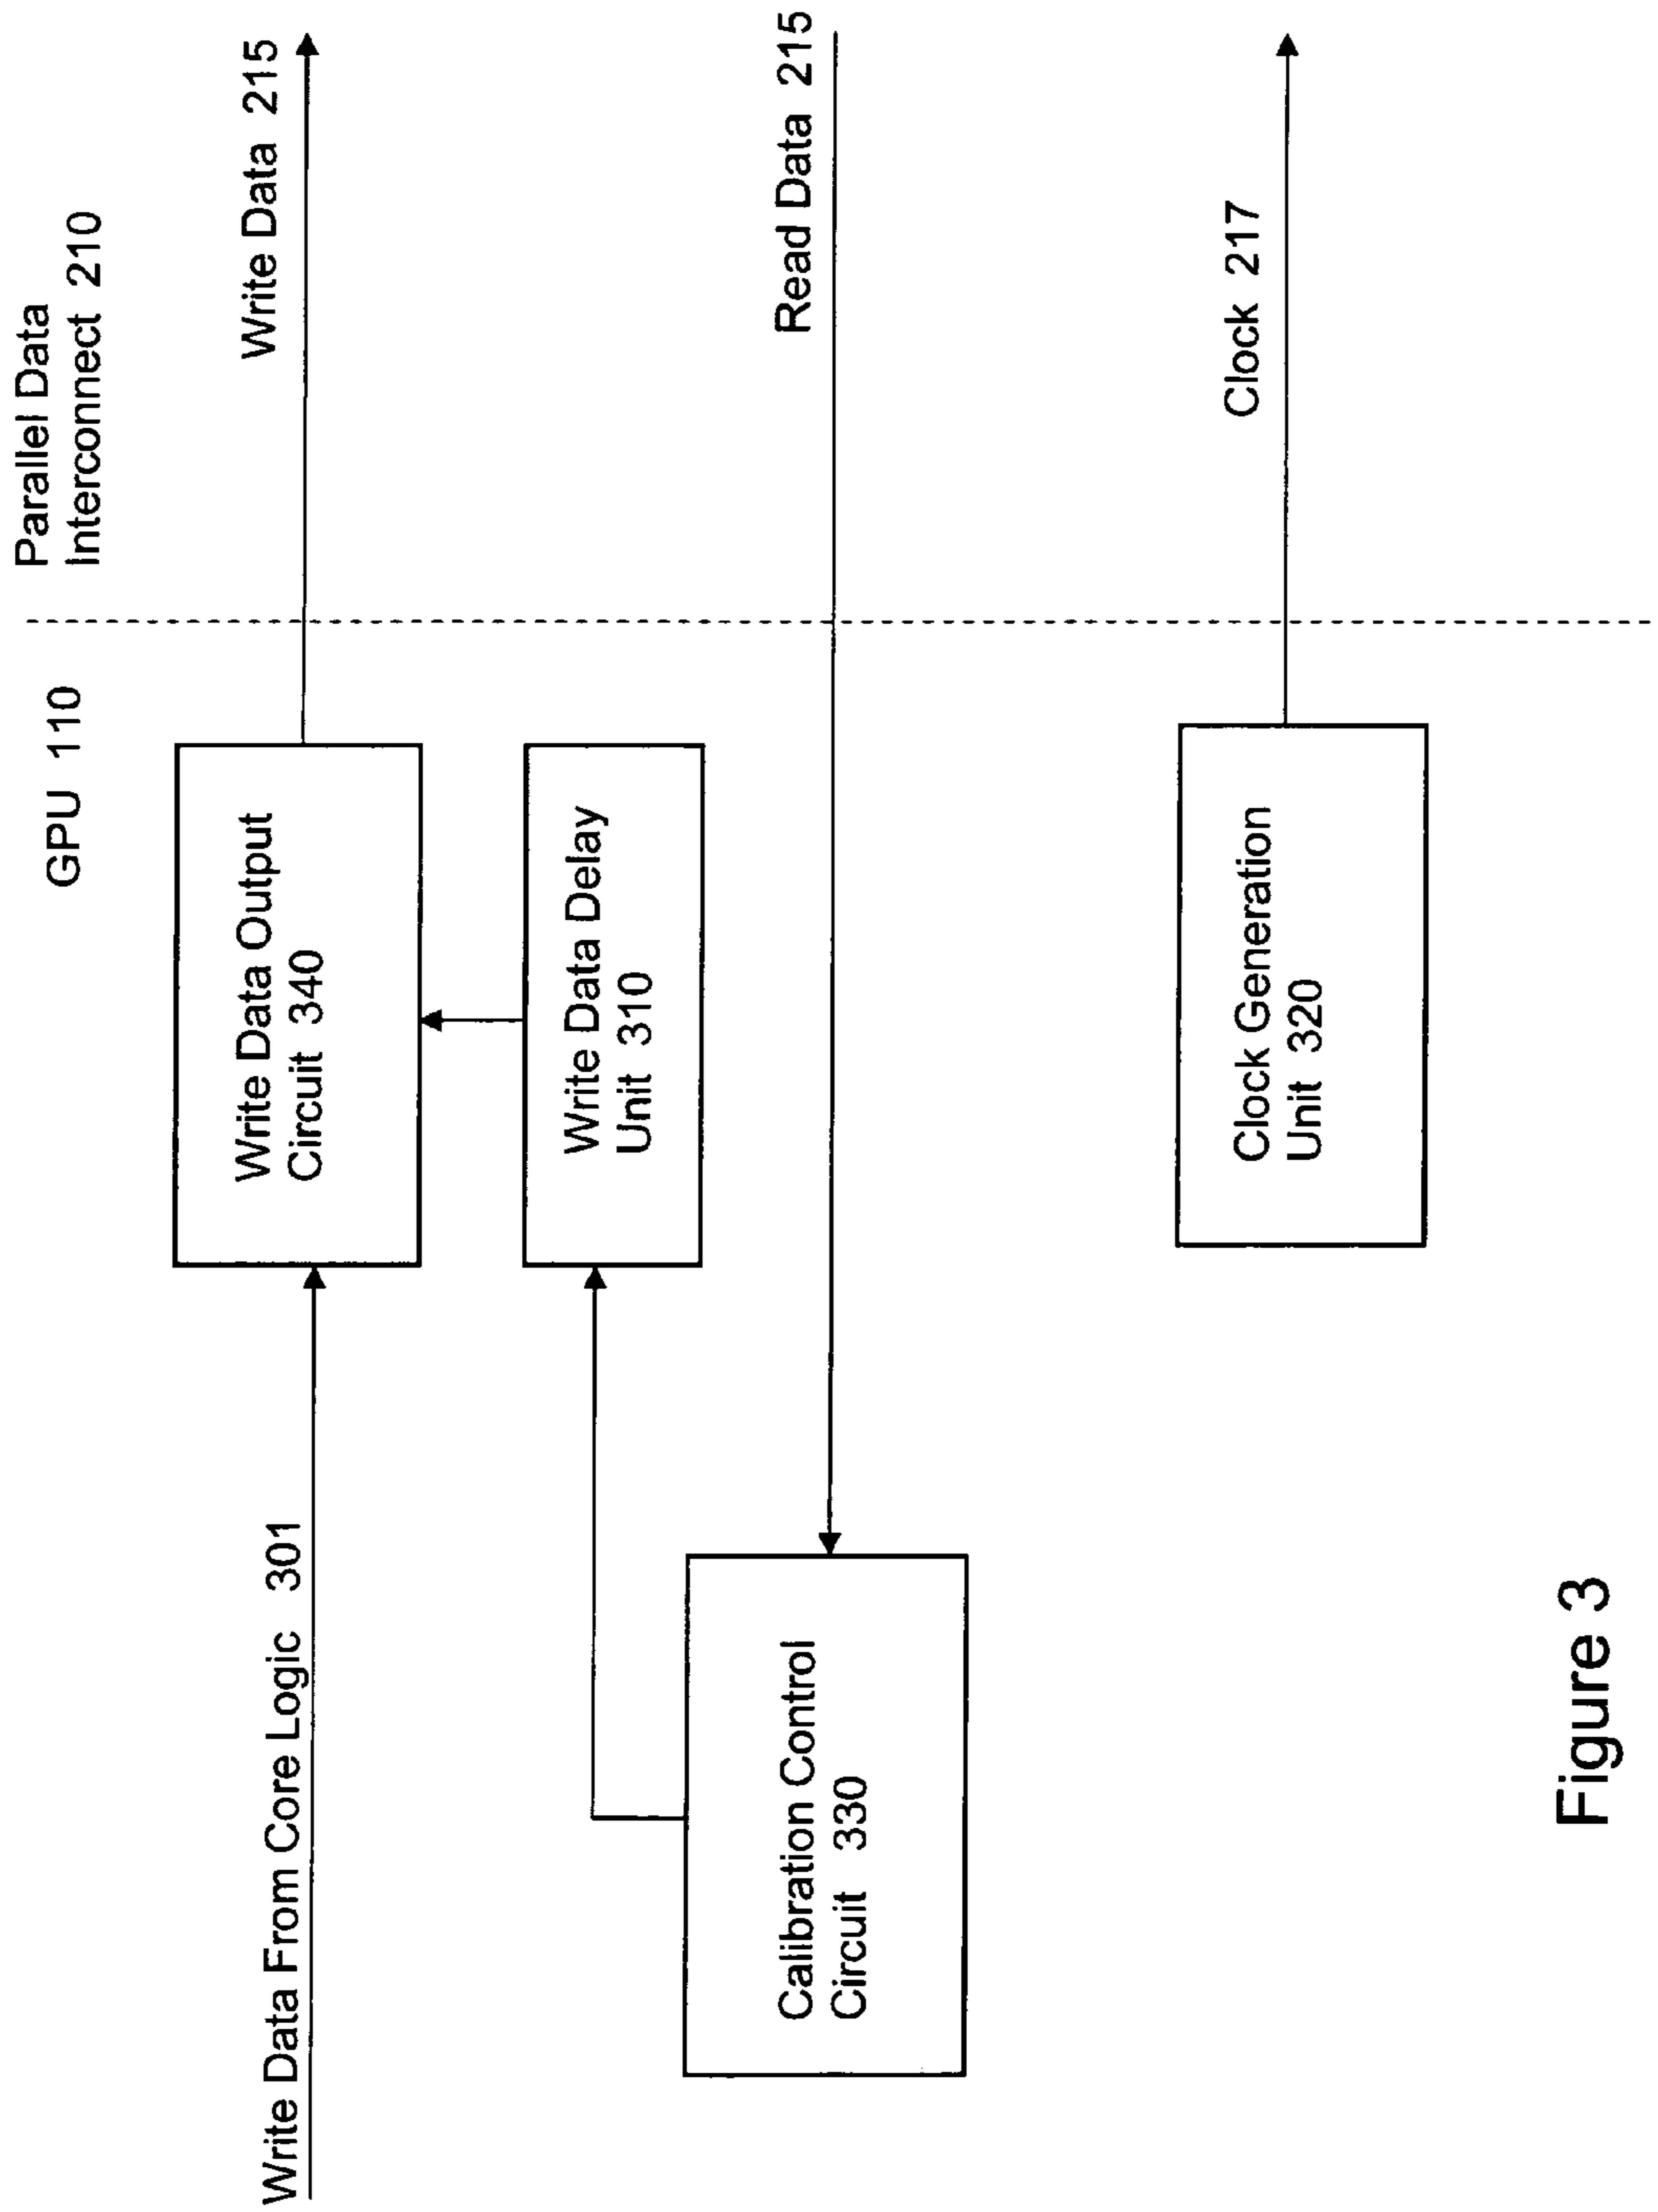 GPU 110
Parallel Data
Interconnect 210
Write Data From Core Logic 301
Write Data Output
Circuit 340
Write Data 215
Write Data Delay
Unit 310
Read Data 215
Calibration Control
Circuit 330
Clock Generation
Unit 320
Clock 217
Figure 3